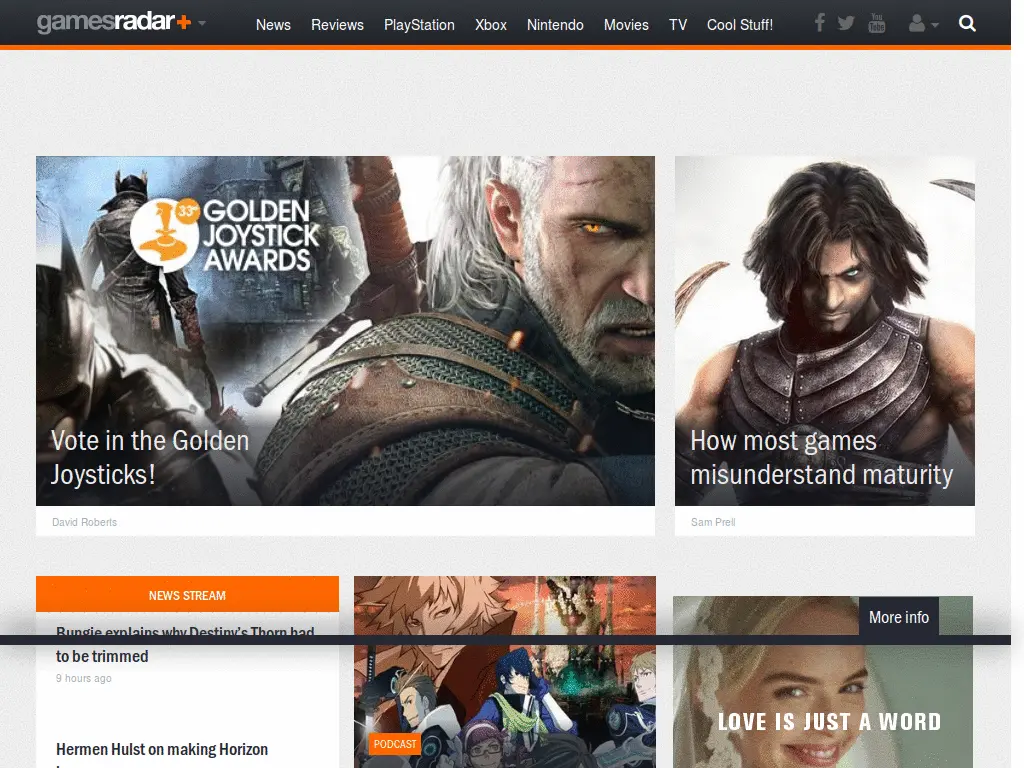 gamesradar+
News Reviews PlayStation Xbox Nintendo Movies TV Cool Stuff!
You
Tube
33rd
GOLDEN
JOYSTICK
AWARDS
Vote in the Golden
Joysticks!
David Roberts
How most games
misunderstand maturity
Sam Prell
NEWS STREAM
Bungie explains why Destiny's Thorn had
to be trimmed
9 hours ago
Hermen Hulst on making Horizon
PODCAST
More info
LOVE IS JUST A WORD